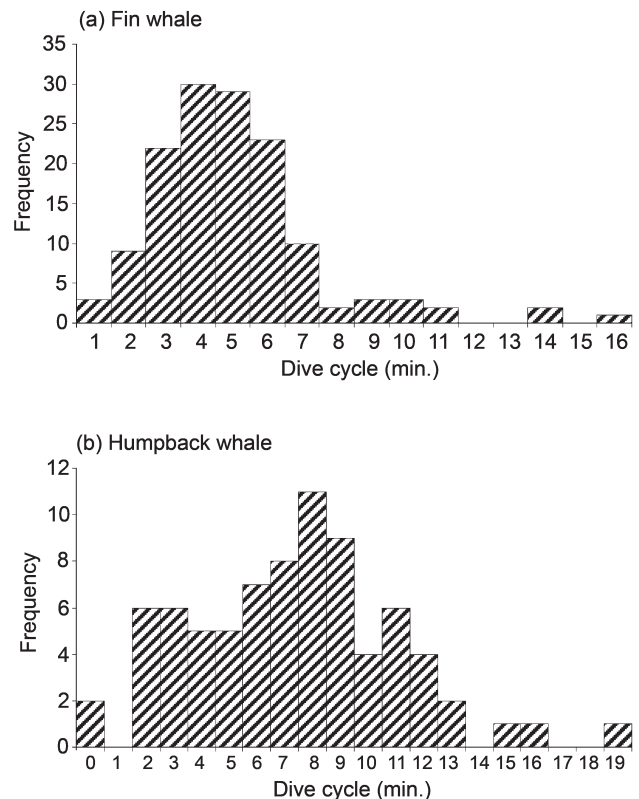 (a) Fin whale
35
30
25
20
15
10
5
0
Frequency
1 2 3 4 5 6 7 8 9 10 11 12 13 14 15 16
Dive cycle (min.)
(b) Humpback whale
12
10
8
6
4
2
0
Frequency
0 1 2 3 4 5 6 7 8 9 10 11 12 13 14 15 16 17 18 19
Dive cycle (min.)